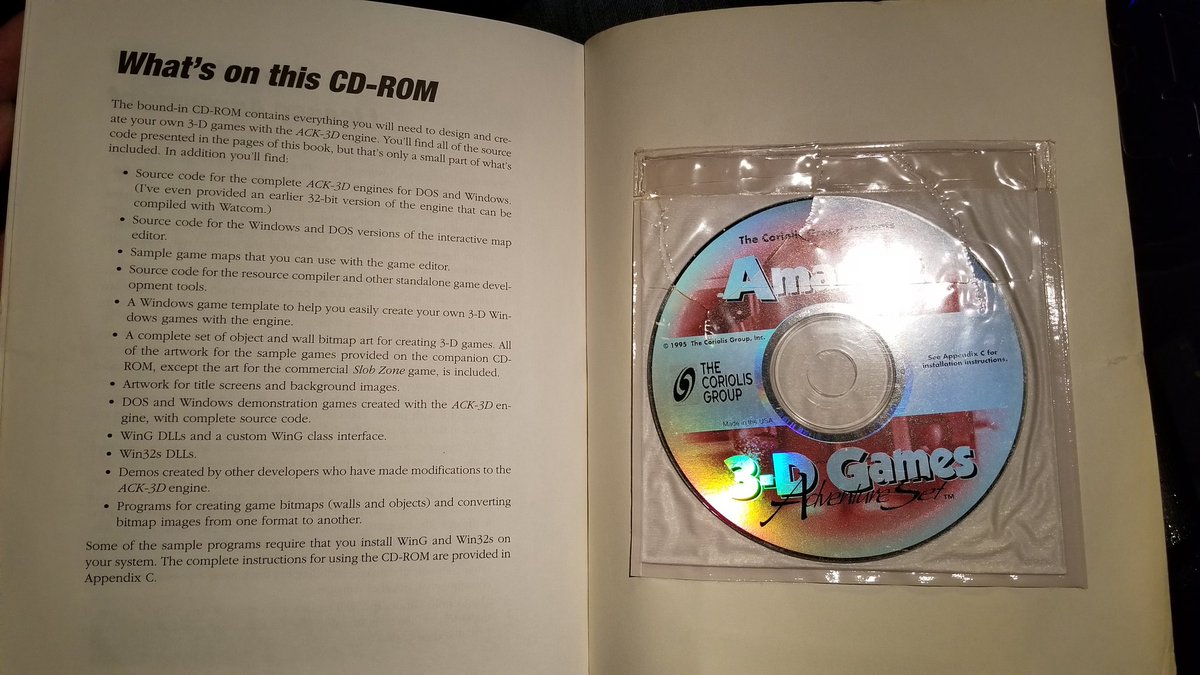 What's on this CD-ROM
The bound-in CD-ROM contains everything you will need to design and cre-
ate your own 3-D games with the ACK-3D engine. You'll find all of the source
code presented in the pages of this book, but that's only a small part of what's
included. In addition you'll find:
• Source code for the complete ACK-3D engines for DOS and Windows.
(I've even provided an earlier 32-bit version of the engine that can be
compiled with Watcom.)
• Source code for the Windows and DOS versions of the interactive map
editor.
• Sample game maps that you can use with the game editor.
• Source code for the resource compiler and other standalone game devel-
opment tools.
• A Windows game template to help you easily create your own 3-D Win-
dows games with the engine.
• A complete set of object and wall bitmap art for creating 3-D games. All
of the artwork for the sample games provided on the companion CD-
ROM, except the art for the commercial Slob Zone game, is included.
• Artwork for title screens and background images.
• DOS and Windows demonstration games created with the ACK-3D en-
gine, with complete source code.
• WinG DLLs and a custom WinG class interface.
• Win32s DLLs.
• Demos created by other developers who have made modifications to the
ACK-3D engine.
• Programs for creating game bitmaps (walls and objects) and converting
bitmap images from one format to another.
Some of the sample programs require that you install WinG and Win32s on
your system. The complete instructions for using the CD-ROM are provided in
Appendix C.
The Coriolis Group Presents
© 1995 The Coriolis Group, Inc.
THE
CORIOLIS
GROUP
See Appendix C for
installation instructions.
Made in the USA
3-D Games
Adventure Set™